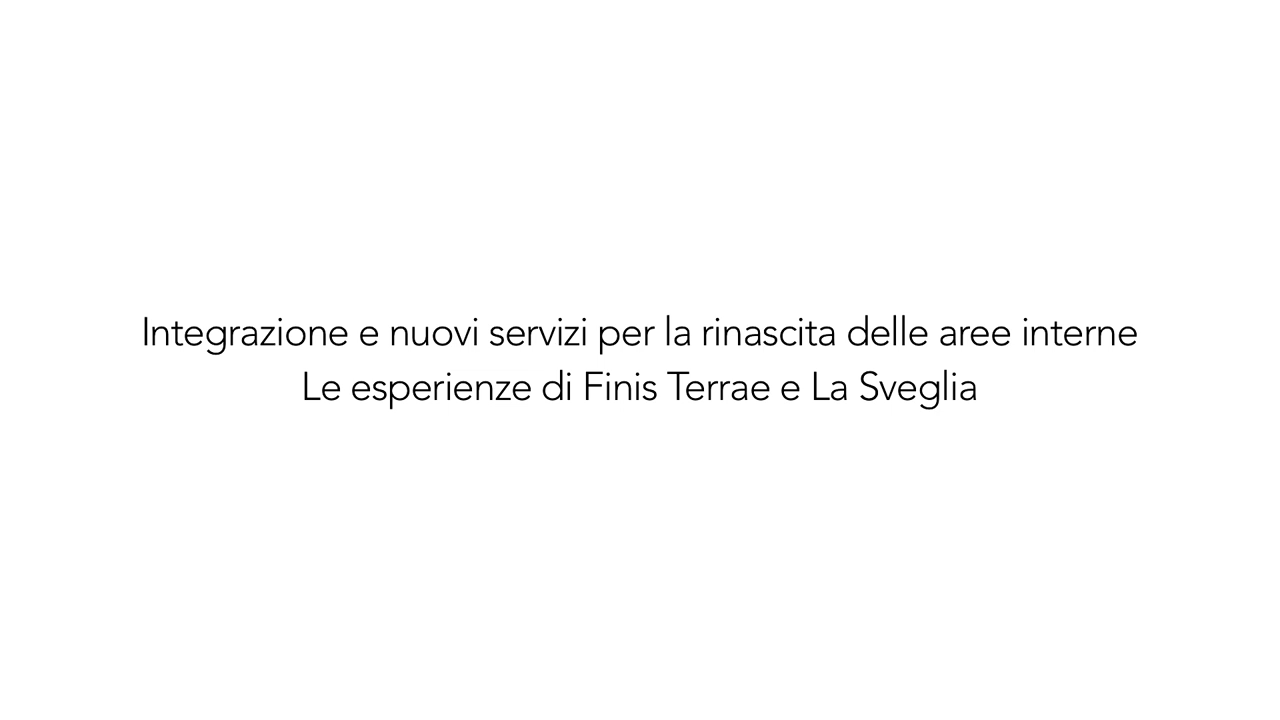 Integrazione e nuovi servizi per la rinascita delle aree interne
Le esperienze di Finis Terrae e La Sveglia